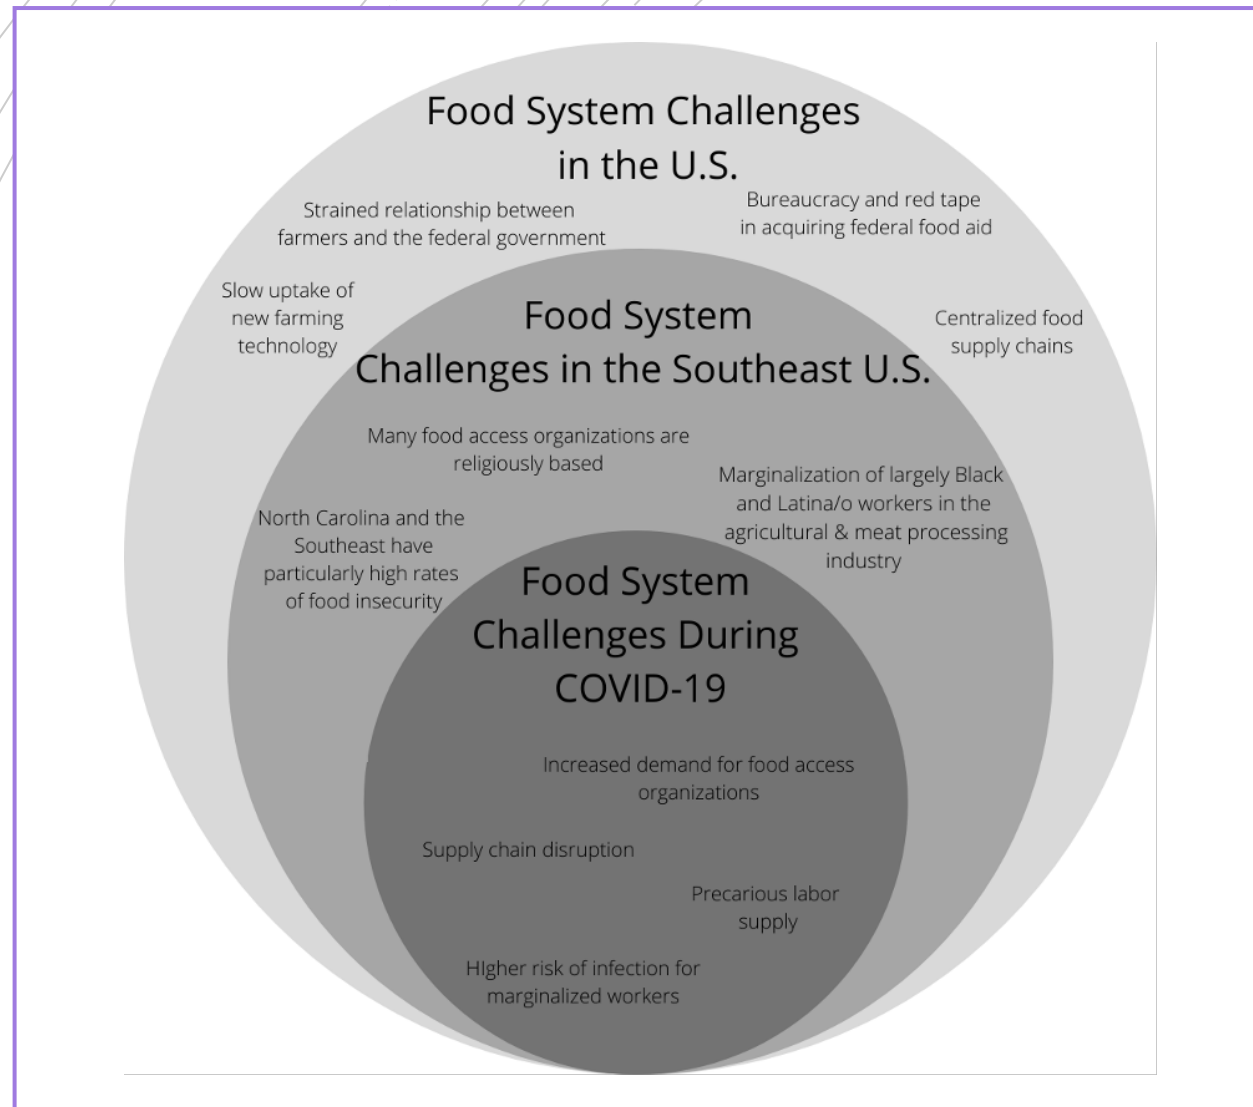 Food System Challenges
in the U.S.
Strained relationship between
farmers and the federal government
Bureaucracy and red tape
in acquiring federal food aid
Slow uptake of
new farming
technology
Centralized food
supply chains
Food System
Challenges in the Southeast U.S.
Many food access organizations are
religiously based
Marginalization of largely Black
and Latina/o workers in the
agricultural & meat processing
industry
North Carolina and the
Southeast have
particularly high rates
of food insecurity
Food System
Challenges During
COVID-19
Increased demand for food access
organizations
Supply chain disruption
Precarious labor
supply
HIgher risk of infection for
marginalized workers